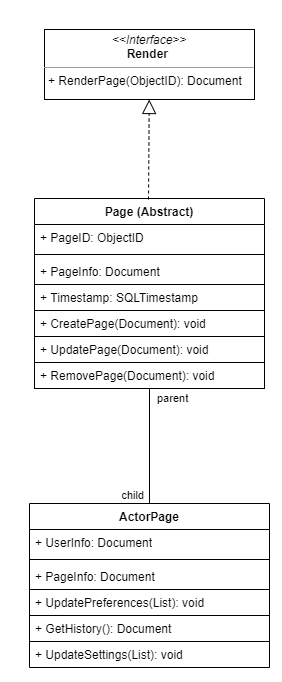 <<Interface>>
Render
+ RenderPage(ObjectID): Document
Page (Abstract)
+ PageID: ObjectID
+ PageInfo: Document
+ Timestamp: SQLTimestamp
+ CreatePage(Document): void
+ UpdatePage(Document): void
+ RemovePage(Document): void
parent
child
ActorPage
+ UserInfo: Document
+ PageInfo: Document
+ UpdatePreferences(List): void
+ GetHistory(): Document
+ UpdateSettings(List): void